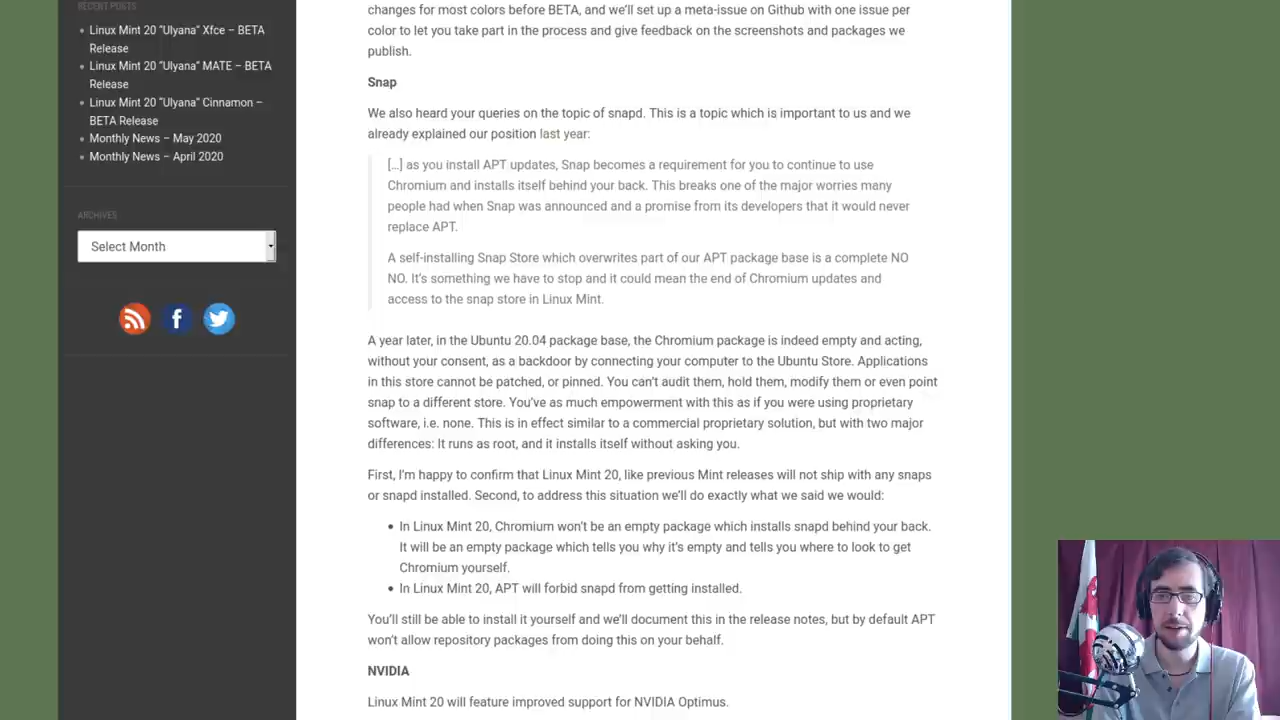 RECENT POSTS
Linux Mint 20 “Ulyana” Xfce – BETA
Release
Linux Mint 20 “Ulyana” MATE – BETA
Release
Linux Mint 20 “Ulyana” Cinnamon –
BETA Release
Monthly News – May 2020
Monthly News – April 2020
ARCHIVES
Select Month
changes for most colors before BETA, and we’ll set up a meta-issue on Github with one issue per
color to let you take part in the process and give feedback on the screenshots and packages we
publish.
Snap
We also heard your queries on the topic of snapd. This is a topic which is important to us and we
already explained our position last year:
[…] as you install APT updates, Snap becomes a requirement for you to continue to use
Chromium and installs itself behind your back. This breaks one of the major worries many
people had when Snap was announced and a promise from its developers that it would never
replace APT.
A self-installing Snap Store which overwrites part of our APT package base is a complete NO
NO. It’s something we have to stop and it could mean the end of Chromium updates and
access to the snap store in Linux Mint.
A year later, in the Ubuntu 20.04 package base, the Chromium package is indeed empty and acting,
without your consent, as a backdoor by connecting your computer to the Ubuntu Store. Applications
in this store cannot be patched, or pinned. You can’t audit them, hold them, modify them or even point
snap to a different store. You’ve as much empowerment with this as if you were using proprietary
software, i.e. none. This is in effect similar to a commercial proprietary solution, but with two major
differences: It runs as root, and it installs itself without asking you.
First, I’m happy to confirm that Linux Mint 20, like previous Mint releases will not ship with any snaps
or snapd installed. Second, to address this situation we’ll do exactly what we said we would:
In Linux Mint 20, Chromium won’t be an empty package which installs snapd behind your back.
It will be an empty package which tells you why it’s empty and tells you where to look to get
Chromium yourself.
In Linux Mint 20, APT will forbid snapd from getting installed.
You’ll still be able to install it yourself and we’ll document this in the release notes, but by default APT
won’t allow repository packages from doing this on your behalf.
NVIDIA
Linux Mint 20 will feature improved support for NVIDIA Optimus.